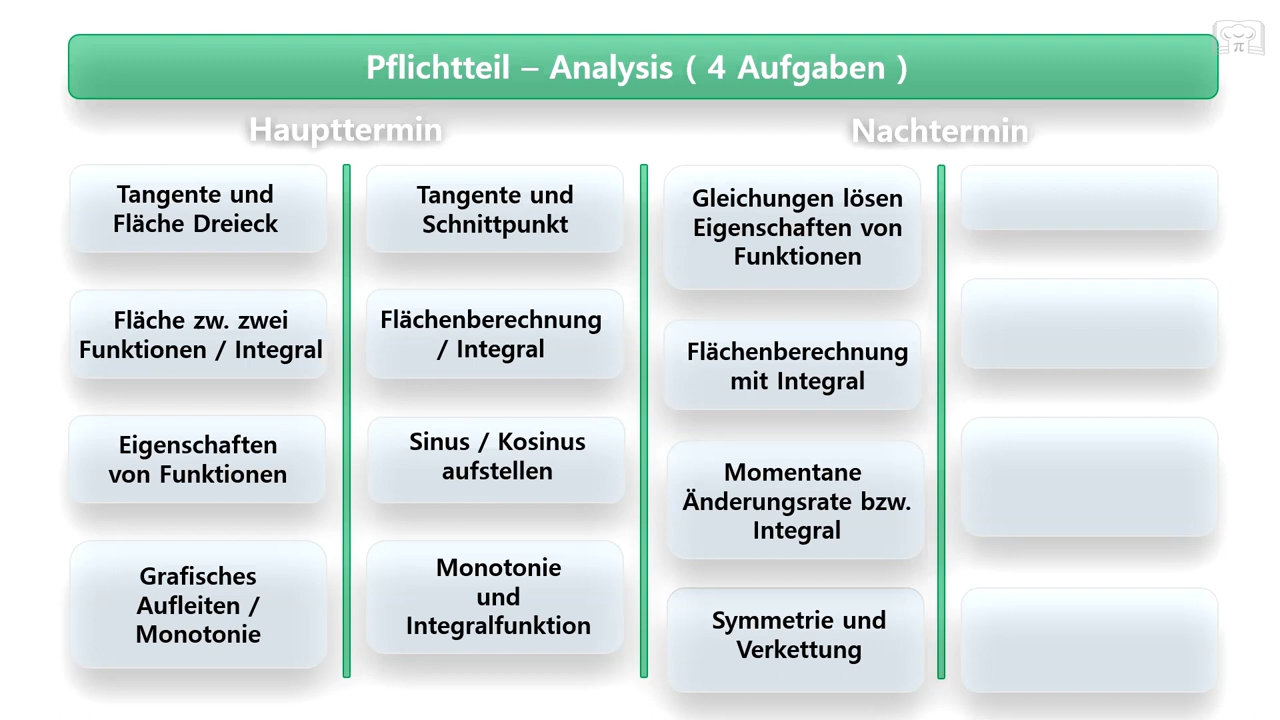 Pflichtteil – Analysis ( 4 Aufgaben )
Haupttermin
Nachtermin
Tangente und
Fläche Dreieck
Fläche zw. zwei
Funktionen / Integral
Eigenschaften
von Funktionen
Grafisches
Aufleiten /
Monotonie
Tangente und
Schnittpunkt
Flächenberechnung
/ Integral
Sinus / Kosinus
aufstellen
Monotonie
und
Integralfunktion
Gleichungen lösen
Eigenschaften von
Funktionen
Flächenberechnung
mit Integral
Momentane
Änderungsrate bzw.
Integral
Symmetrie und
Verkettung
π